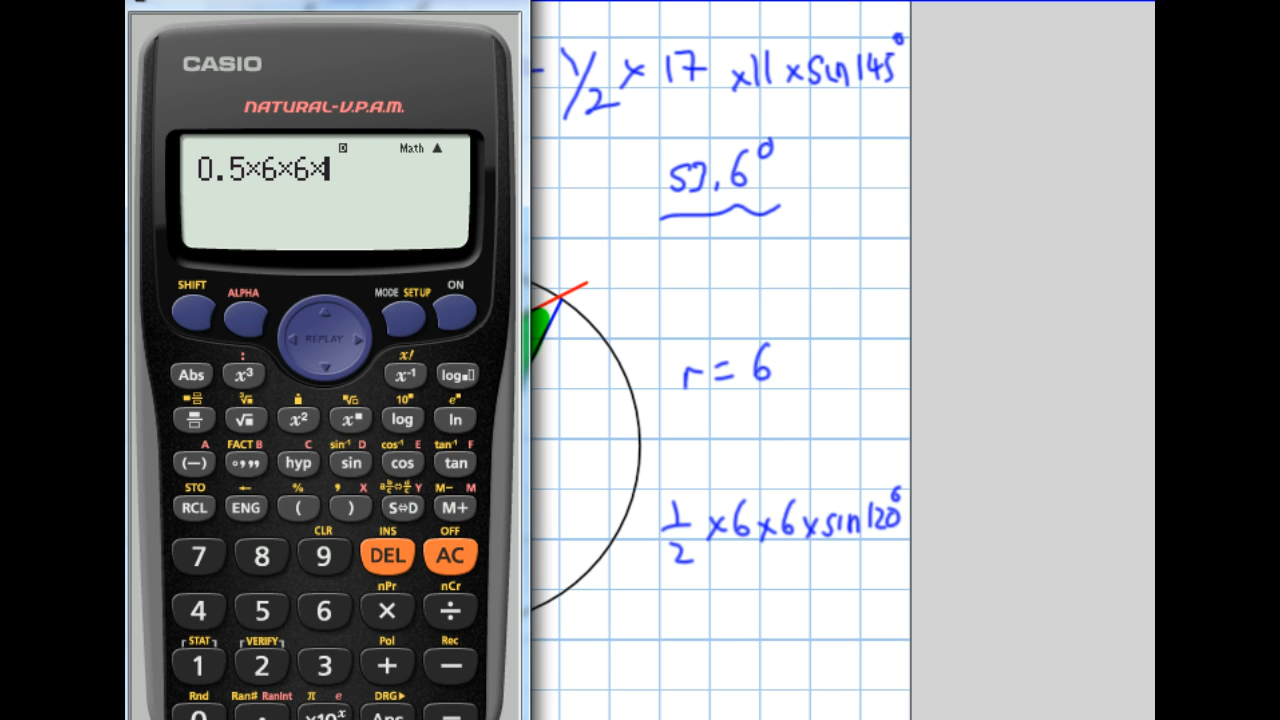 CASIO
NATURAL-V.P.A.M.
D Math ▲
0.5×6×6×
SHIFT ALPHA MODE SETUP ON
REPLAY
: x!
Abs x³ x⁻¹ log
³√ 10 e
√ x² x log ln
A FACT B C sin⁻¹ D cos⁻¹ E tan⁻¹ F
(—) °,,, hyp sin cos tan
STO ← % , X a b/c⇔d/c Y M− M
RCL ENG ( ) S⇔D M+
CLR INS OFF
7 8 9 DEL AC
nPr nCr
4 5 6 × ÷
STAT VERIFY Pol Rec
1 2 3 + −
Rnd Ran# RanInt π e DRG▶
0 . ×10ˣ Ans =
- 1/2 × 17 × 11 × sin 145°
r = 6
1/2 × 6 × 6 × sin 120°